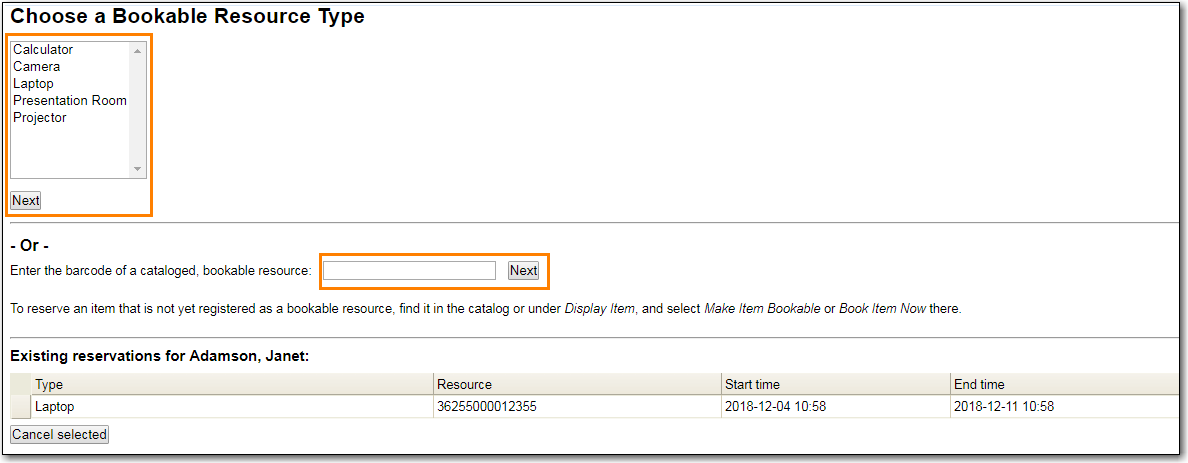 Choose a Bookable Resource Type
Calculator
Camera
Laptop
Presentation Room
Projector
Next
- Or -
Enter the barcode of a cataloged, bookable resource:
Next
To reserve an item that is not yet registered as a bookable resource, find it in the catalog or under Display Item, and select Make Item Bookable or Book Item Now there.
Existing reservations for Adamson, Janet:
Type Resource Start time End time
Laptop 36255000012355 2018-12-04 10:58 2018-12-11 10:58
Cancel selected